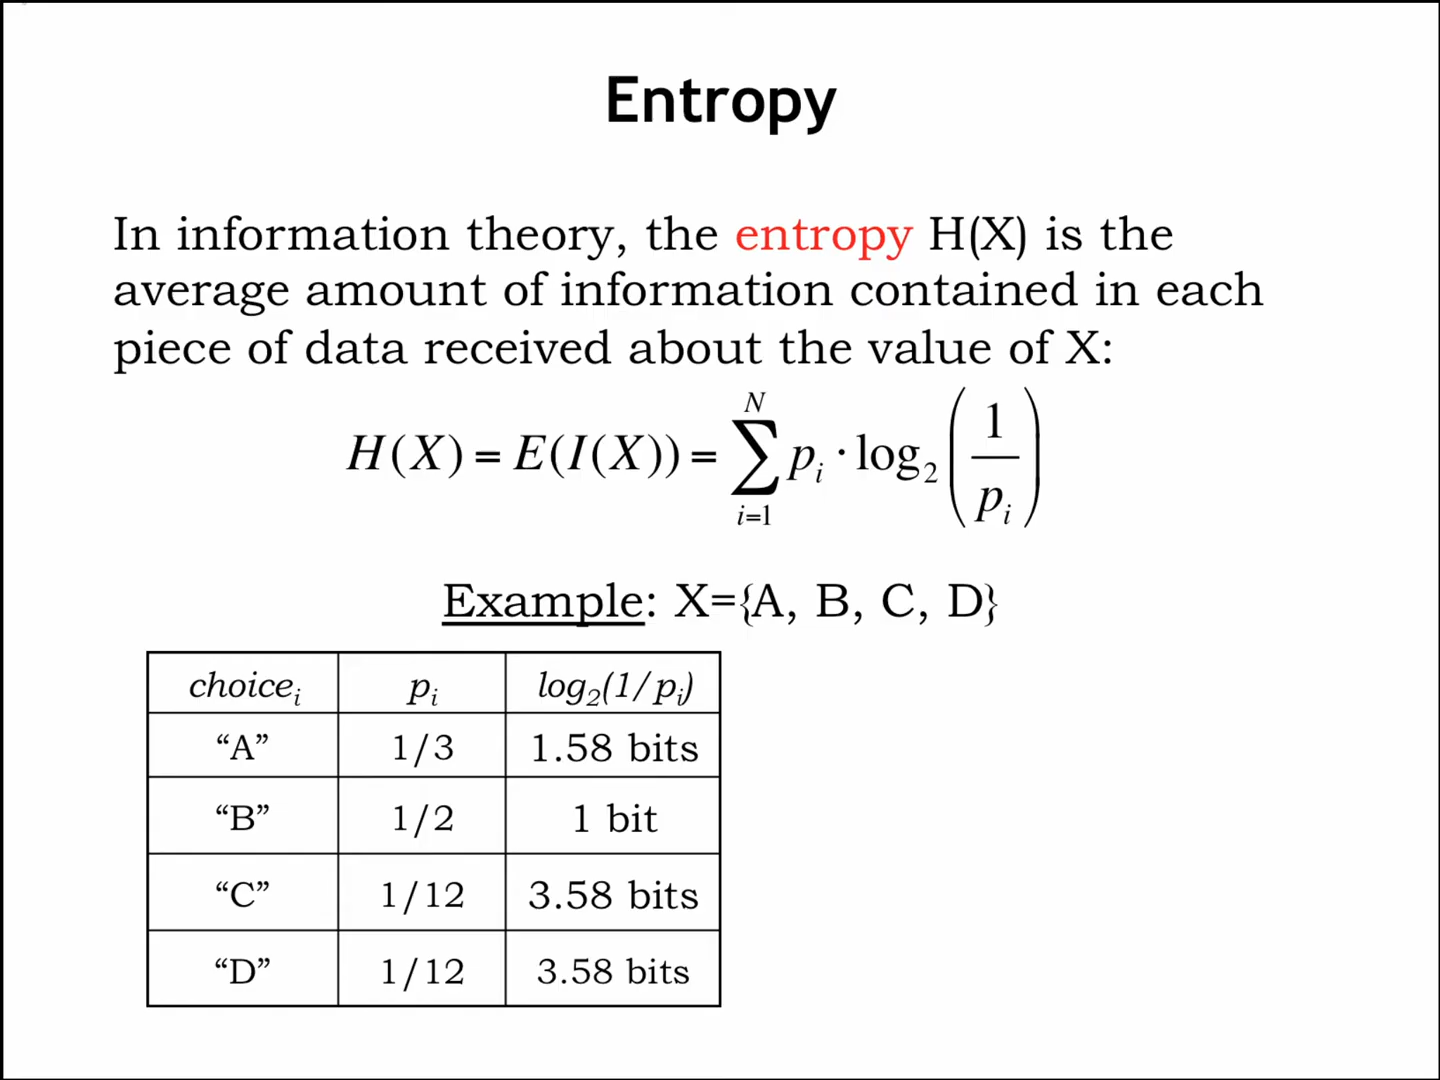 Entropy
In information theory, the entropy H(X) is the
average amount of information contained in each
piece of data received about the value of X:
H(X) = E(I(X)) = \sum_{i=1}^{N} p_i · log_2 (1/p_i)
Example: X={A, B, C, D}
choice_i p_i log_2(1/p_i)
“A” 1/3 1.58 bits
“B” 1/2 1 bit
“C” 1/12 3.58 bits
“D” 1/12 3.58 bits